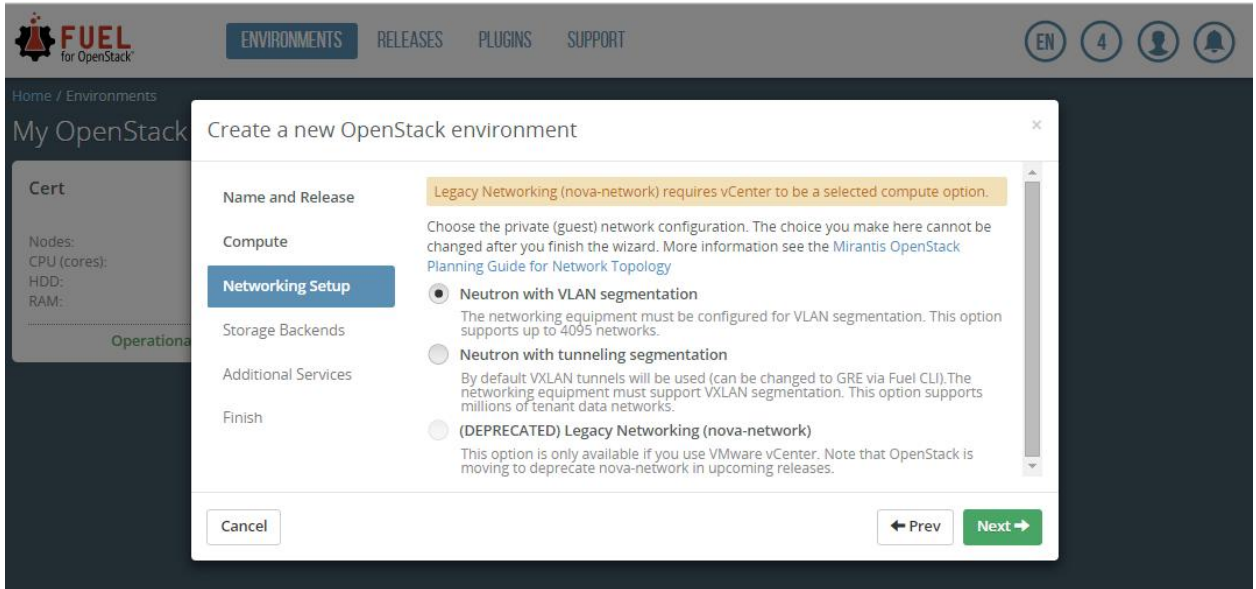 FUEL
for OpenStack
ENVIRONMENTS RELEASES PLUGINS SUPPORT
EN 4
Home / Environments
My OpenStack
Cert
Nodes:
CPU (cores):
HDD:
RAM:
Operationa
Create a new OpenStack environment
×
Name and Release
Compute
Networking Setup
Storage Backends
Additional Services
Finish
Legacy Networking (nova-network) requires vCenter to be a selected compute option.
Choose the private (guest) network configuration. The choice you make here cannot be
changed after you finish the wizard. More information see the Mirantis OpenStack
Planning Guide for Network Topology
Neutron with VLAN segmentation
The networking equipment must be configured for VLAN segmentation. This option
supports up to 4095 networks.
Neutron with tunneling segmentation
By default VXLAN tunnels will be used (can be changed to GRE via Fuel CLI).The
networking equipment must support VXLAN segmentation. This option supports
millions of tenant data networks.
(DEPRECATED) Legacy Networking (nova-network)
This option is only available if you use VMware vCenter. Note that OpenStack is
moving to deprecate nova-network in upcoming releases.
Cancel
Prev
Next